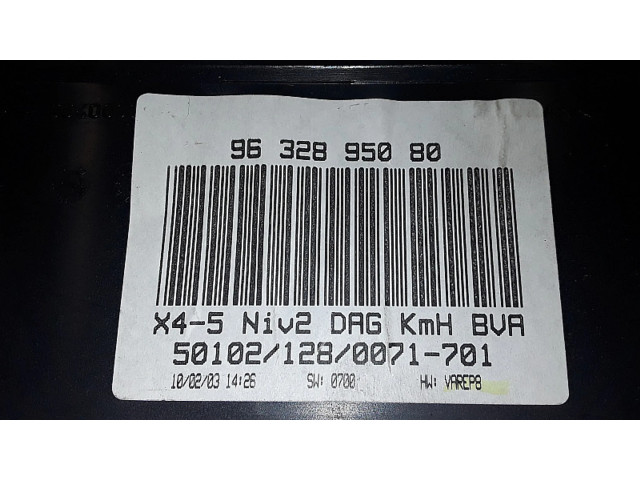 96 328 950 80
X4-5 Niv2 DAG KmH BVA
50102/128/0071-701
10/02/03 14:26 SW: 0700 HW: VAREP8